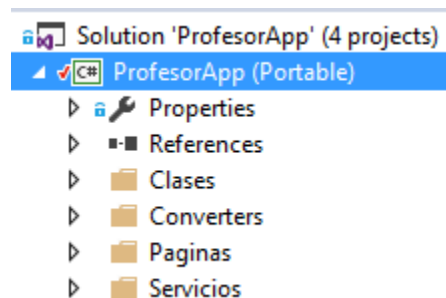 Solution 'ProfesorApp' (4 projects)
C# ProfesorApp (Portable)
Properties
References
Clases
Converters
Paginas
Servicios